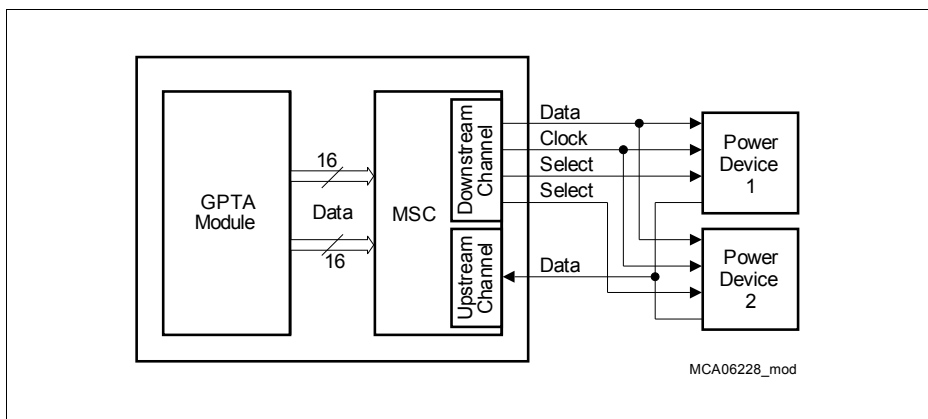 GPTA
Module
16
Data
16
MSC
Downstream
Channel
Upstream
Channel
Data
Clock
Select
Select
Data
Power
Device
1
Power
Device
2
MCA06228_mod